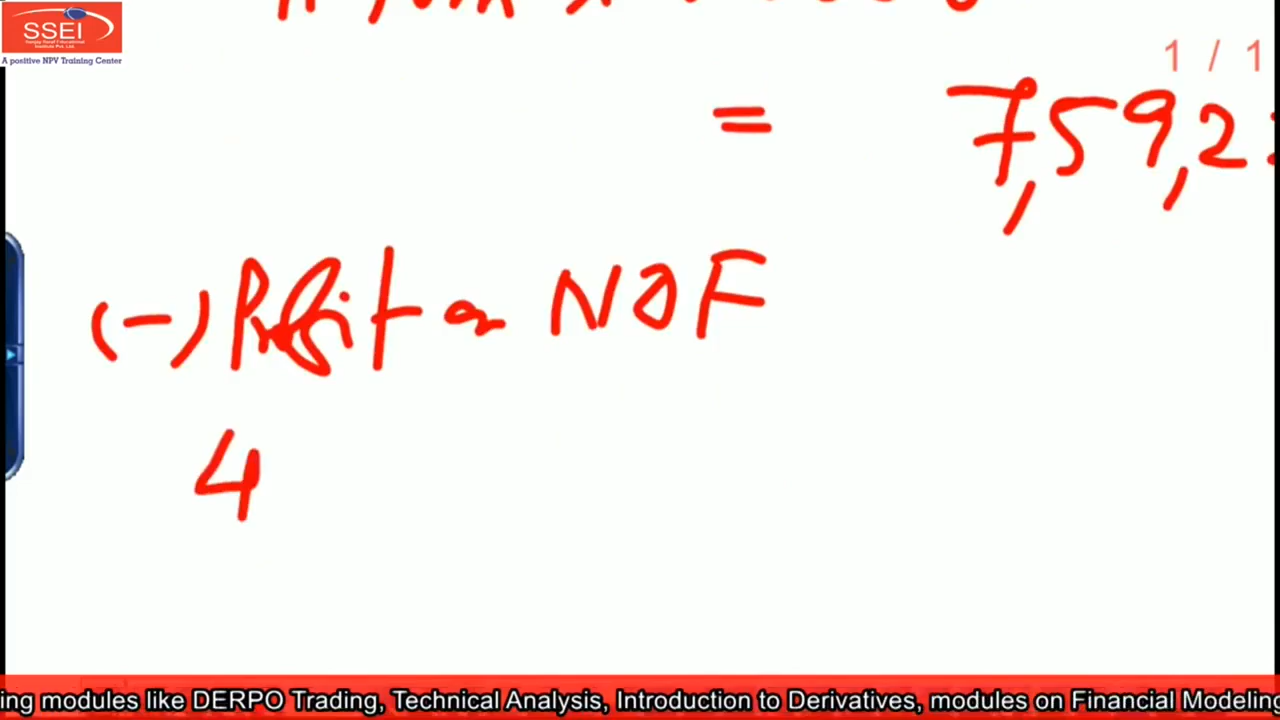 SSEI
A positive NPV Training Center
1 / 1
= 7,59,2
(-) Profit on NDF
4
ing modules like DERPO Trading, Technical Analysis, Introduction to Derivatives, modules on Financial Modeling